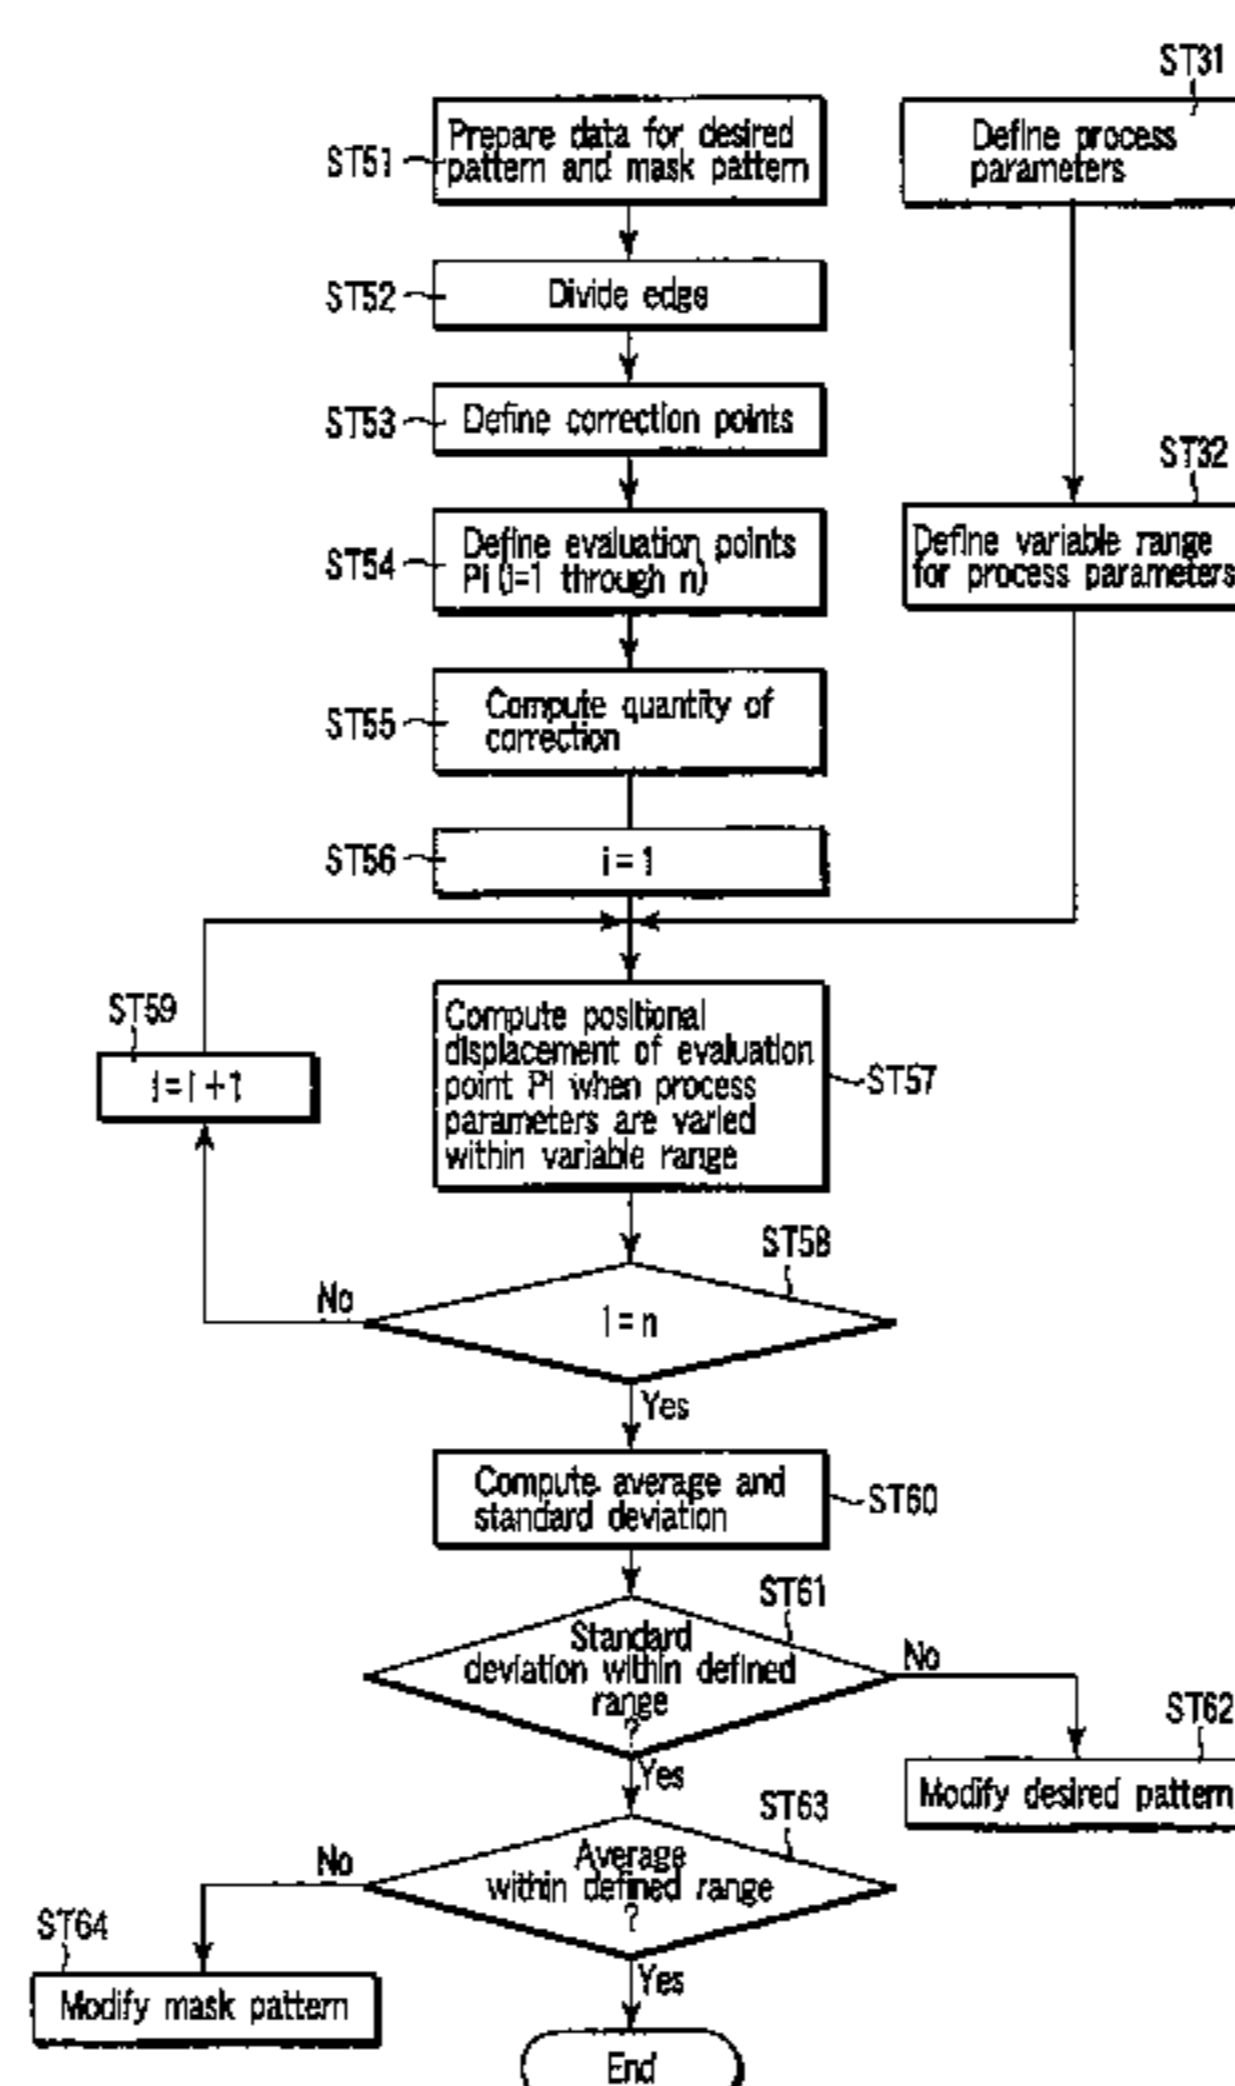 ST31
Define process
parameters
ST51
Prepare data for desired
pattern and mask pattern
ST52
Divide edge
ST53
Define correction points
ST32
Define variable range
for process parameters
ST54
Define evaluation points
Pi (i=1 through n)
ST55
Compute quantity of
correction
ST56
i = 1
ST59
i = i + 1
Compute positional
displacement of evaluation
point Pi when process
parameters are varied
within variable range
ST57
ST58
i = n
No
Yes
Compute average and
standard deviation
ST60
ST61
Standard
deviation within defined
range
?
No
Yes
ST62
Modify desired pattern
ST63
Average
within defined range
?
No
Yes
ST64
Modify mask pattern
End